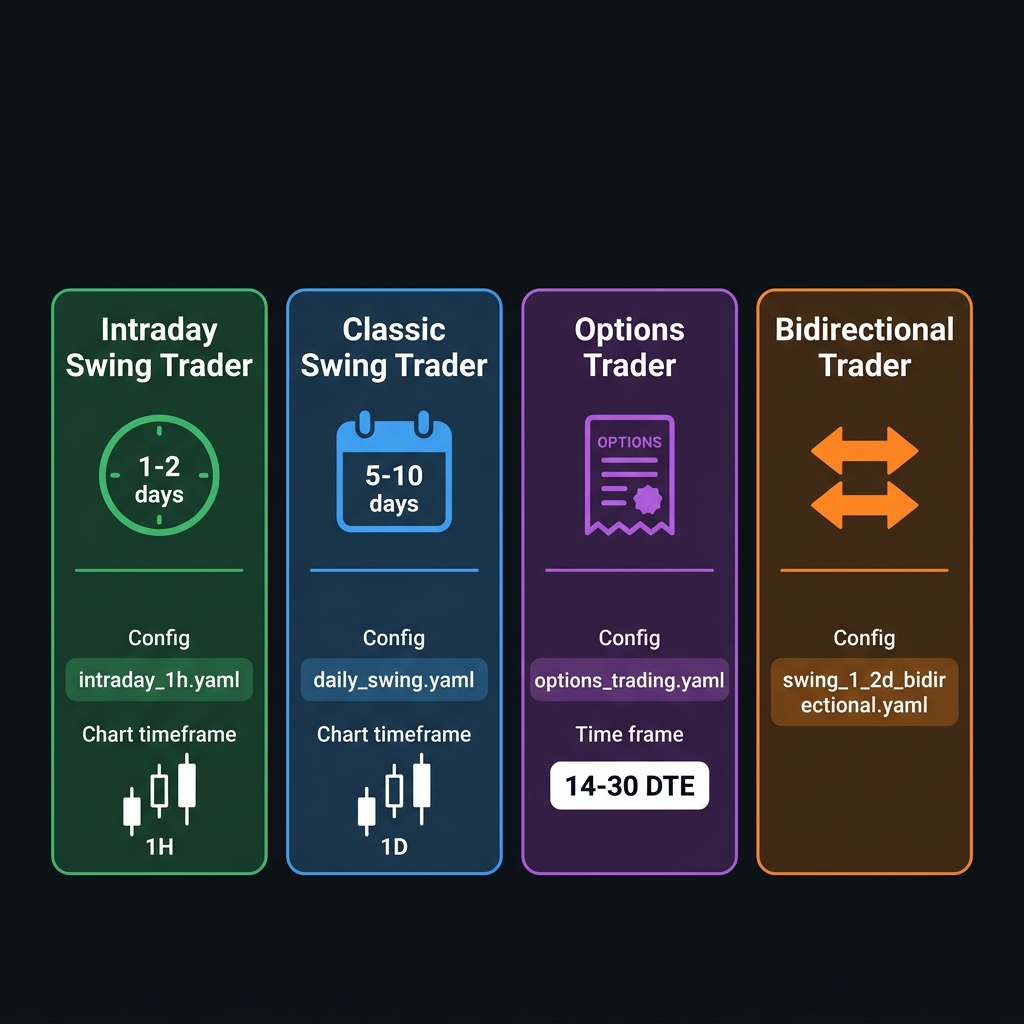 Intraday
Swing Trader
1-2
days
Config
intraday_1h.yaml
Chart timeframe
1H
Classic
Swing Trader
5-10
days
Config
daily_swing.yaml
Chart timeframe
1D
Options
Trader
OPTIONS
Config
options_trading.yaml
Time frame
14-30 DTE
Bidirectional
Trader
Config
swing_1_2d_bidir
ectional.yaml